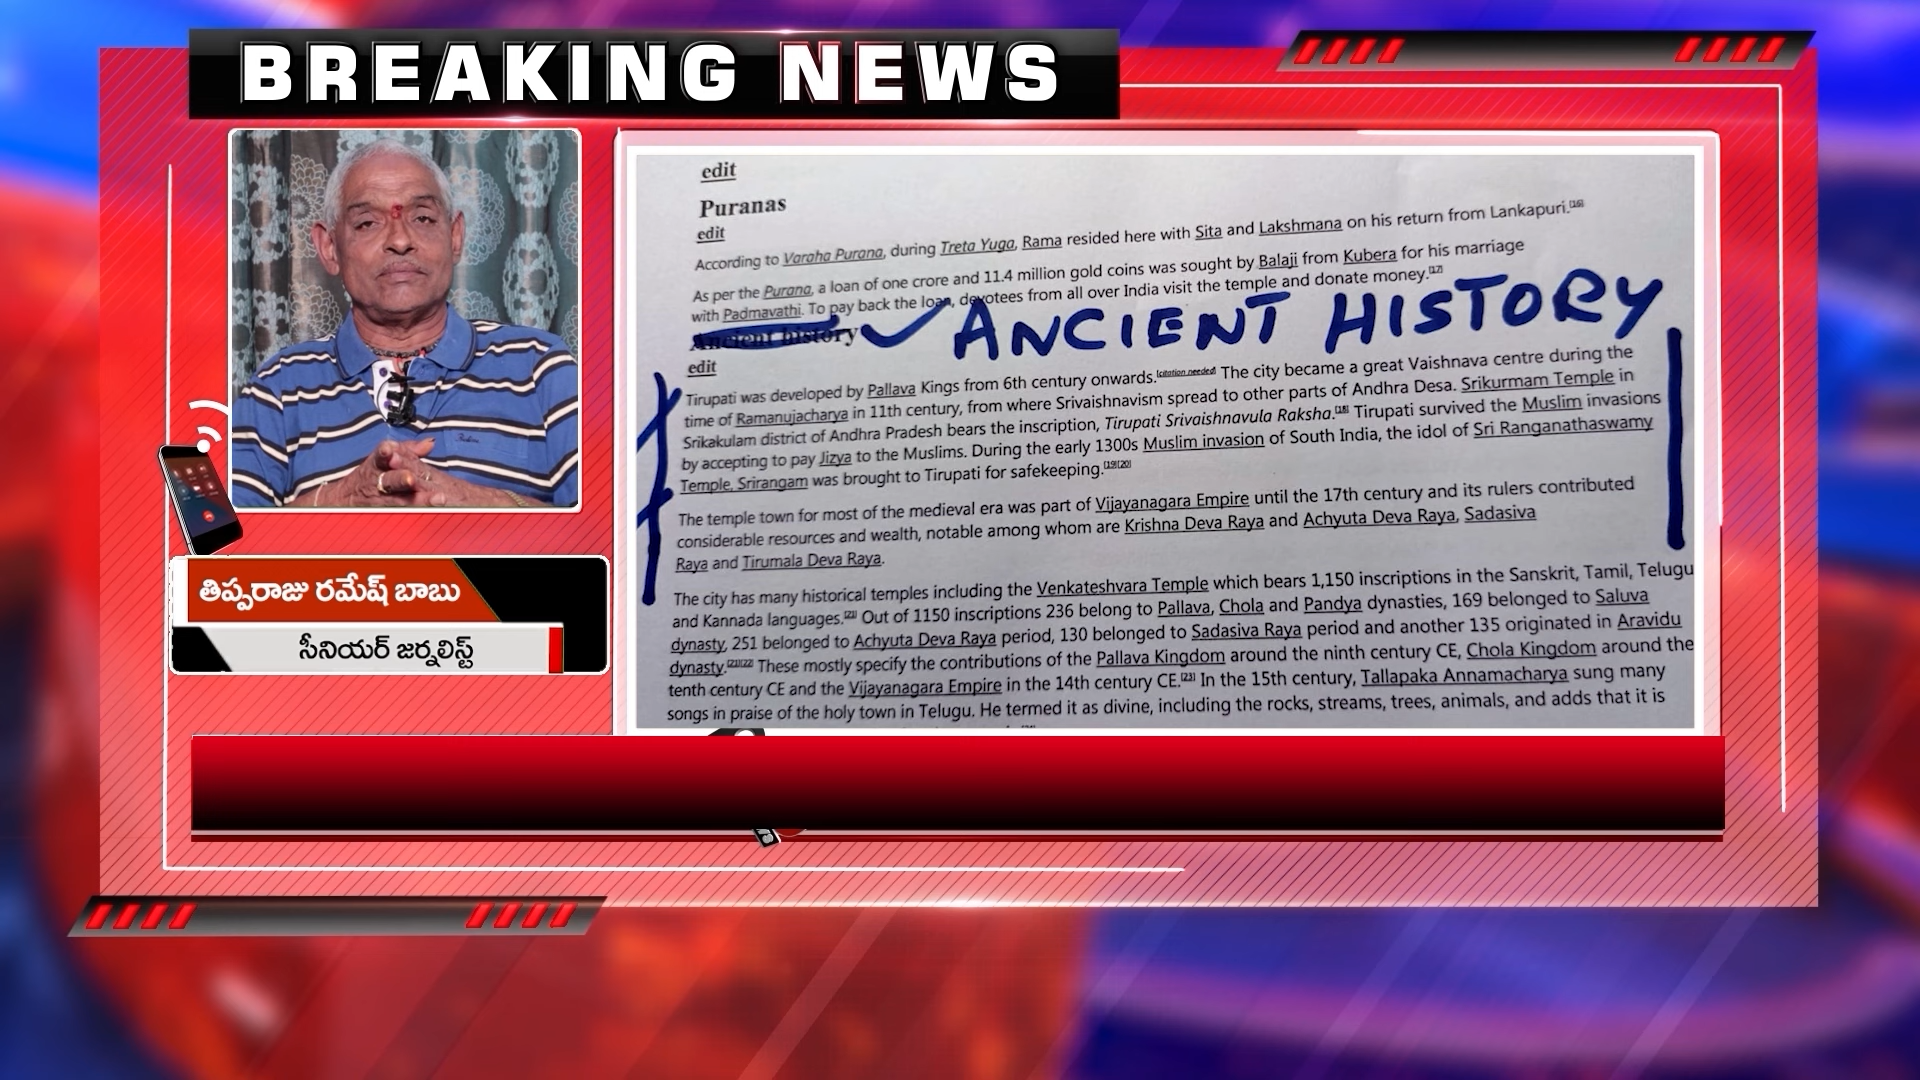 BREAKING NEWS
edit
Puranas
edit
According to Varaha Purana, during Treta Yuga, Rama resided here with Sita and Lakshmana on his return from Lankapuri.[16]
As per the Purana, a loan of one crore and 11.4 million gold coins was sought by Balaji from Kubera for his marriage
with Padmavathi. To pay back the loan, devotees from all over India visit the temple and donate money.[17]
Ancient history ANCIENT HISTORY
edit
Tirupati was developed by Pallava Kings from 6th century onwards.[citation needed] The city became a great Vaishnava centre during the
time of Ramanujacharya in 11th century, from where Srivaishnavism spread to other parts of Andhra Desa. Srikurmam Temple in
Srikakulam district of Andhra Pradesh bears the inscription, Tirupati Srivaishnavula Raksha.[18] Tirupati survived the Muslim invasions
by accepting to pay Jizya to the Muslims. During the early 1300s Muslim invasion of South India, the idol of Sri Ranganathaswamy
Temple, Srirangam was brought to Tirupati for safekeeping.[19][20]
The temple town for most of the medieval era was part of Vijayanagara Empire until the 17th century and its rulers contributed
considerable resources and wealth, notable among whom are Krishna Deva Raya and Achyuta Deva Raya, Sadasiva
Raya and Tirumala Deva Raya.
The city has many historical temples including the Venkateshvara Temple which bears 1,150 inscriptions in the Sanskrit, Tamil, Telugu
and Kannada languages.[21] Out of 1150 inscriptions 236 belong to Pallava, Chola and Pandya dynasties, 169 belonged to Saluva
dynasty, 251 belonged to Achyuta Deva Raya period, 130 belonged to Sadasiva Raya period and another 135 originated in Aravidu
dynasty.[21][22] These mostly specify the contributions of the Pallava Kingdom around the ninth century CE, Chola Kingdom around the
tenth century CE and the Vijayanagara Empire in the 14th century CE.[23] In the 15th century, Tallapaka Annamacharya sung many
songs in praise of the holy town in Telugu. He termed it as divine, including the rocks, streams, trees, animals, and adds that it is
తిప్పరాజు రమేష్ బాబు
సీనియర్ జర్నలిస్ట్